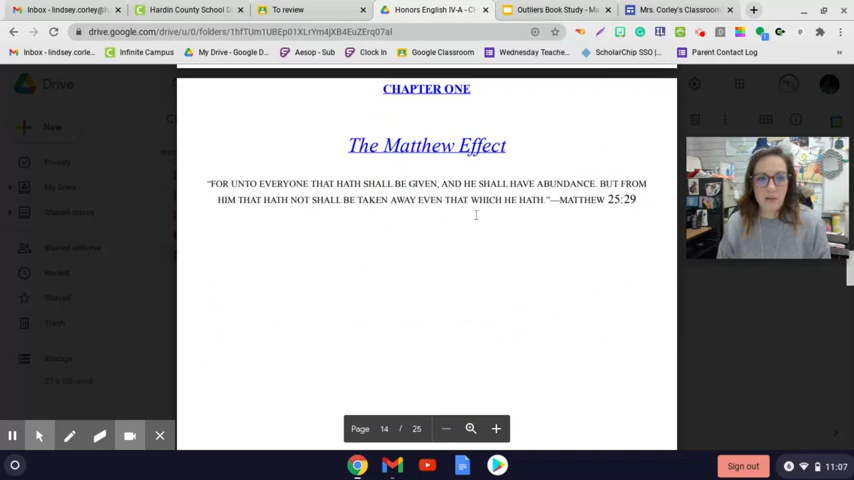 Inbox - lindsey.corley@h
Hardin County School D
To review
Honors English IV-A - C
Outliers Book Study - Ma
Mrs. Corley's Classroom
drive.google.com/drive/u/0/folders/1hfTUm1UBEp01XLrYm4jXB4EuZErq07al
Inbox - lindsey.corl...
Infinite Campus
My Drive - Google D...
Aesop - Sub
Clock In
Google Classroom
Wednesday Teache...
ScholarChip SSO |...
Parent Contact Log
Drive
New
Priority
My Drive
Shared drives
Shared with me
Recent
Starred
Trash
Storage
CHAPTER ONE
The Matthew Effect
"FOR UNTO EVERYONE THAT HATH SHALL BE GIVEN, AND HE SHALL HAVE ABUNDANCE. BUT FROM
HIM THAT HATH NOT SHALL BE TAKEN AWAY EVEN THAT WHICH HE HATH."—MATTHEW 25:29
Page 14 / 25
Sign out
11:07